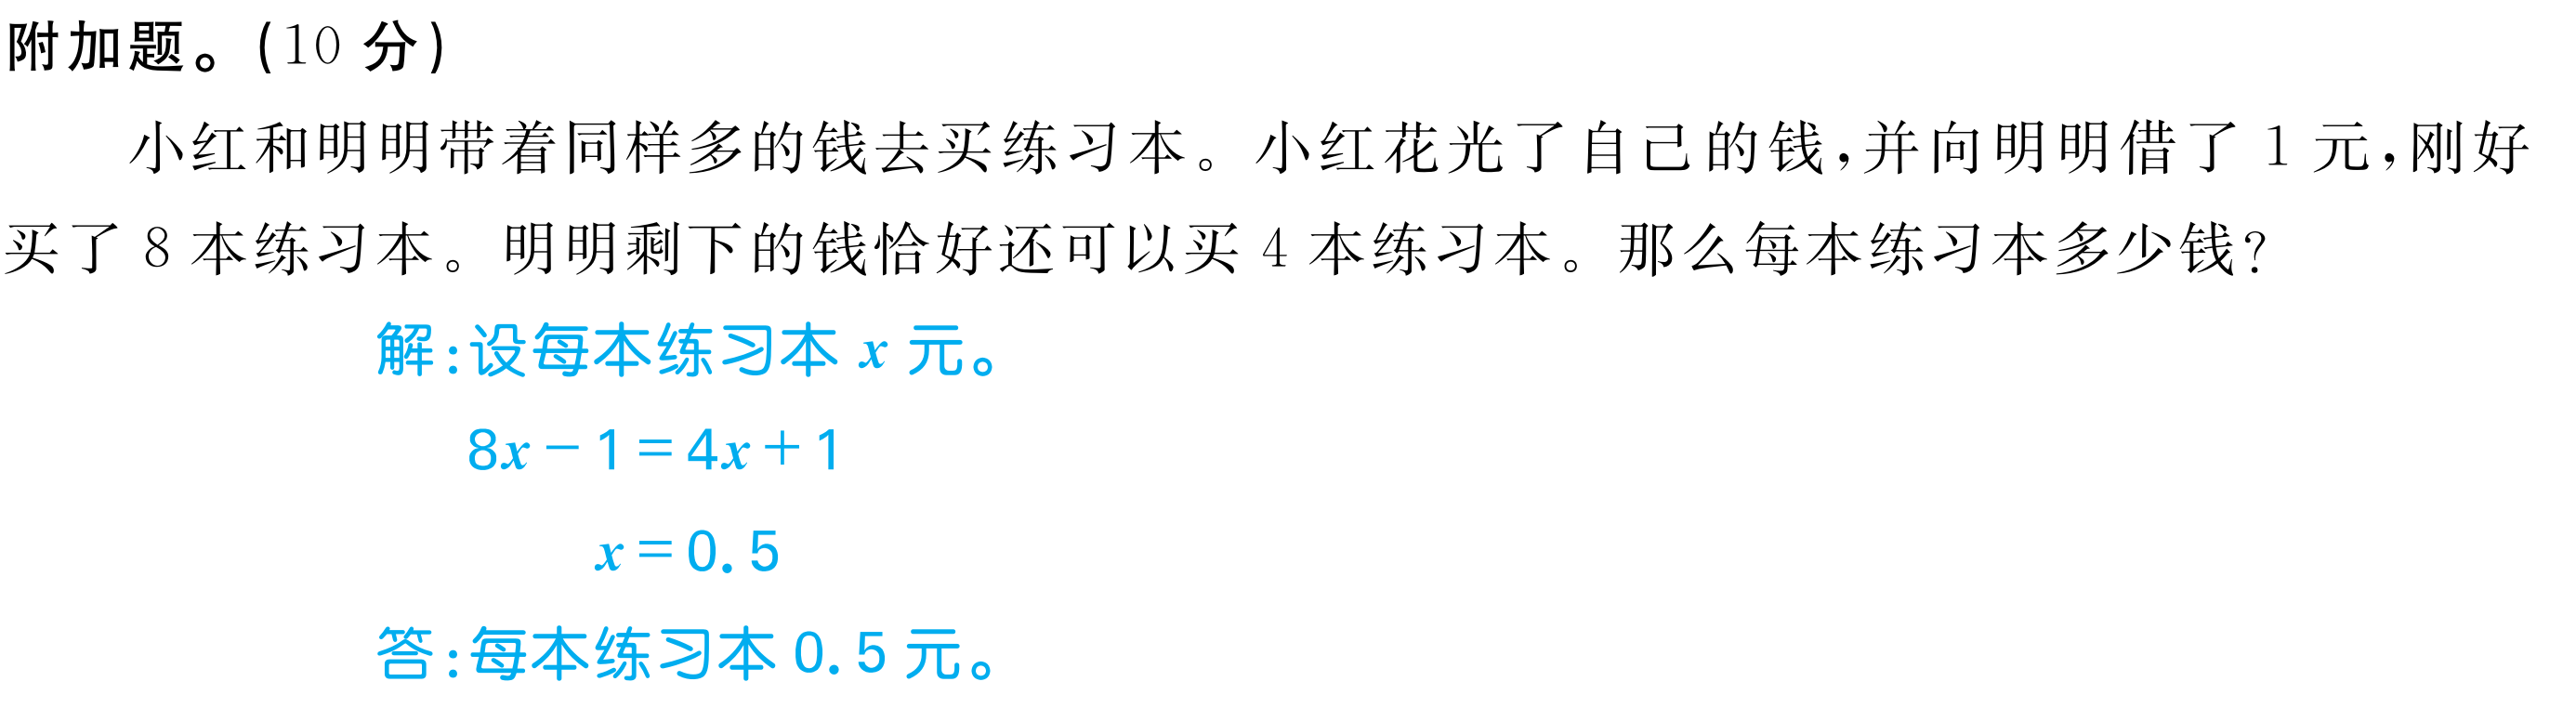 附加题。(10 分)
小红和明明带着同样多的钱去买练习本。小红花光了自己的钱,并向明明借了 1 元,刚好
买了 8 本练习本。明明剩下的钱恰好还可以买 4 本练习本。那么每本练习本多少钱?
解:设每本练习本 x 元。
8x－1＝4x＋1
x＝0.5
答:每本练习本 0.5 元。